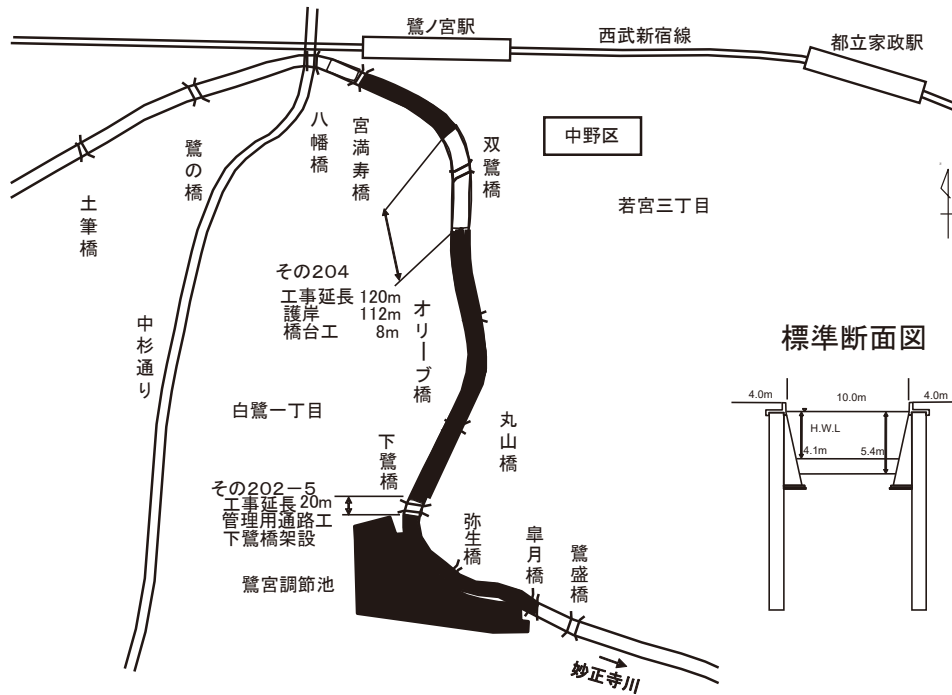 鷺ノ宮駅
西武新宿線
都立家政駅
中野区
八幡橋
宮満寿橋
双鷺橋
鷺の橋
土筆橋
若宮三丁目
その204
工事延長 120m
護岸 112m
橋台工 8m
オリーブ橋
中杉通り
標準断面図
4.0m
10.0m
4.0m
H.W.L
4.1m
5.4m
白鷺一丁目
丸山橋
下鷺橋
その202-5
工事延長 20m
管理用通路工
下鷺橋架設
弥生橋
皐月橋
鷺盛橋
鷺宮調節池
妙正寺川